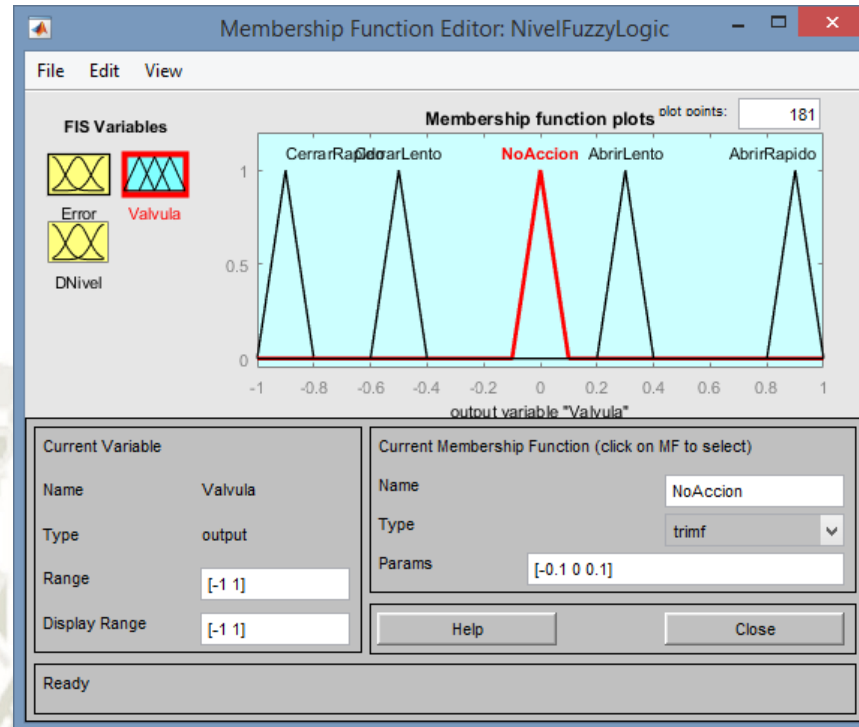 Membership Function Editor: NivelFuzzyLogic
File Edit View
FIS Variables
Error
Valvula
DNivel
Membership function plots
plot points:
181
CerrarRapido
CerrarLento
NoAccion
AbrirLento
AbrirRapido
1
0.5
0
-1 -0.8 -0.6 -0.4 -0.2 0 0.2 0.4 0.6 0.8 1
output variable "Valvula"
Current Variable
Name Valvula
Type output
Range [-1 1]
Display Range [-1 1]
Current Membership Function (click on MF to select)
Name NoAccion
Type trimf
Params [-0.1 0 0.1]
Help Close
Ready